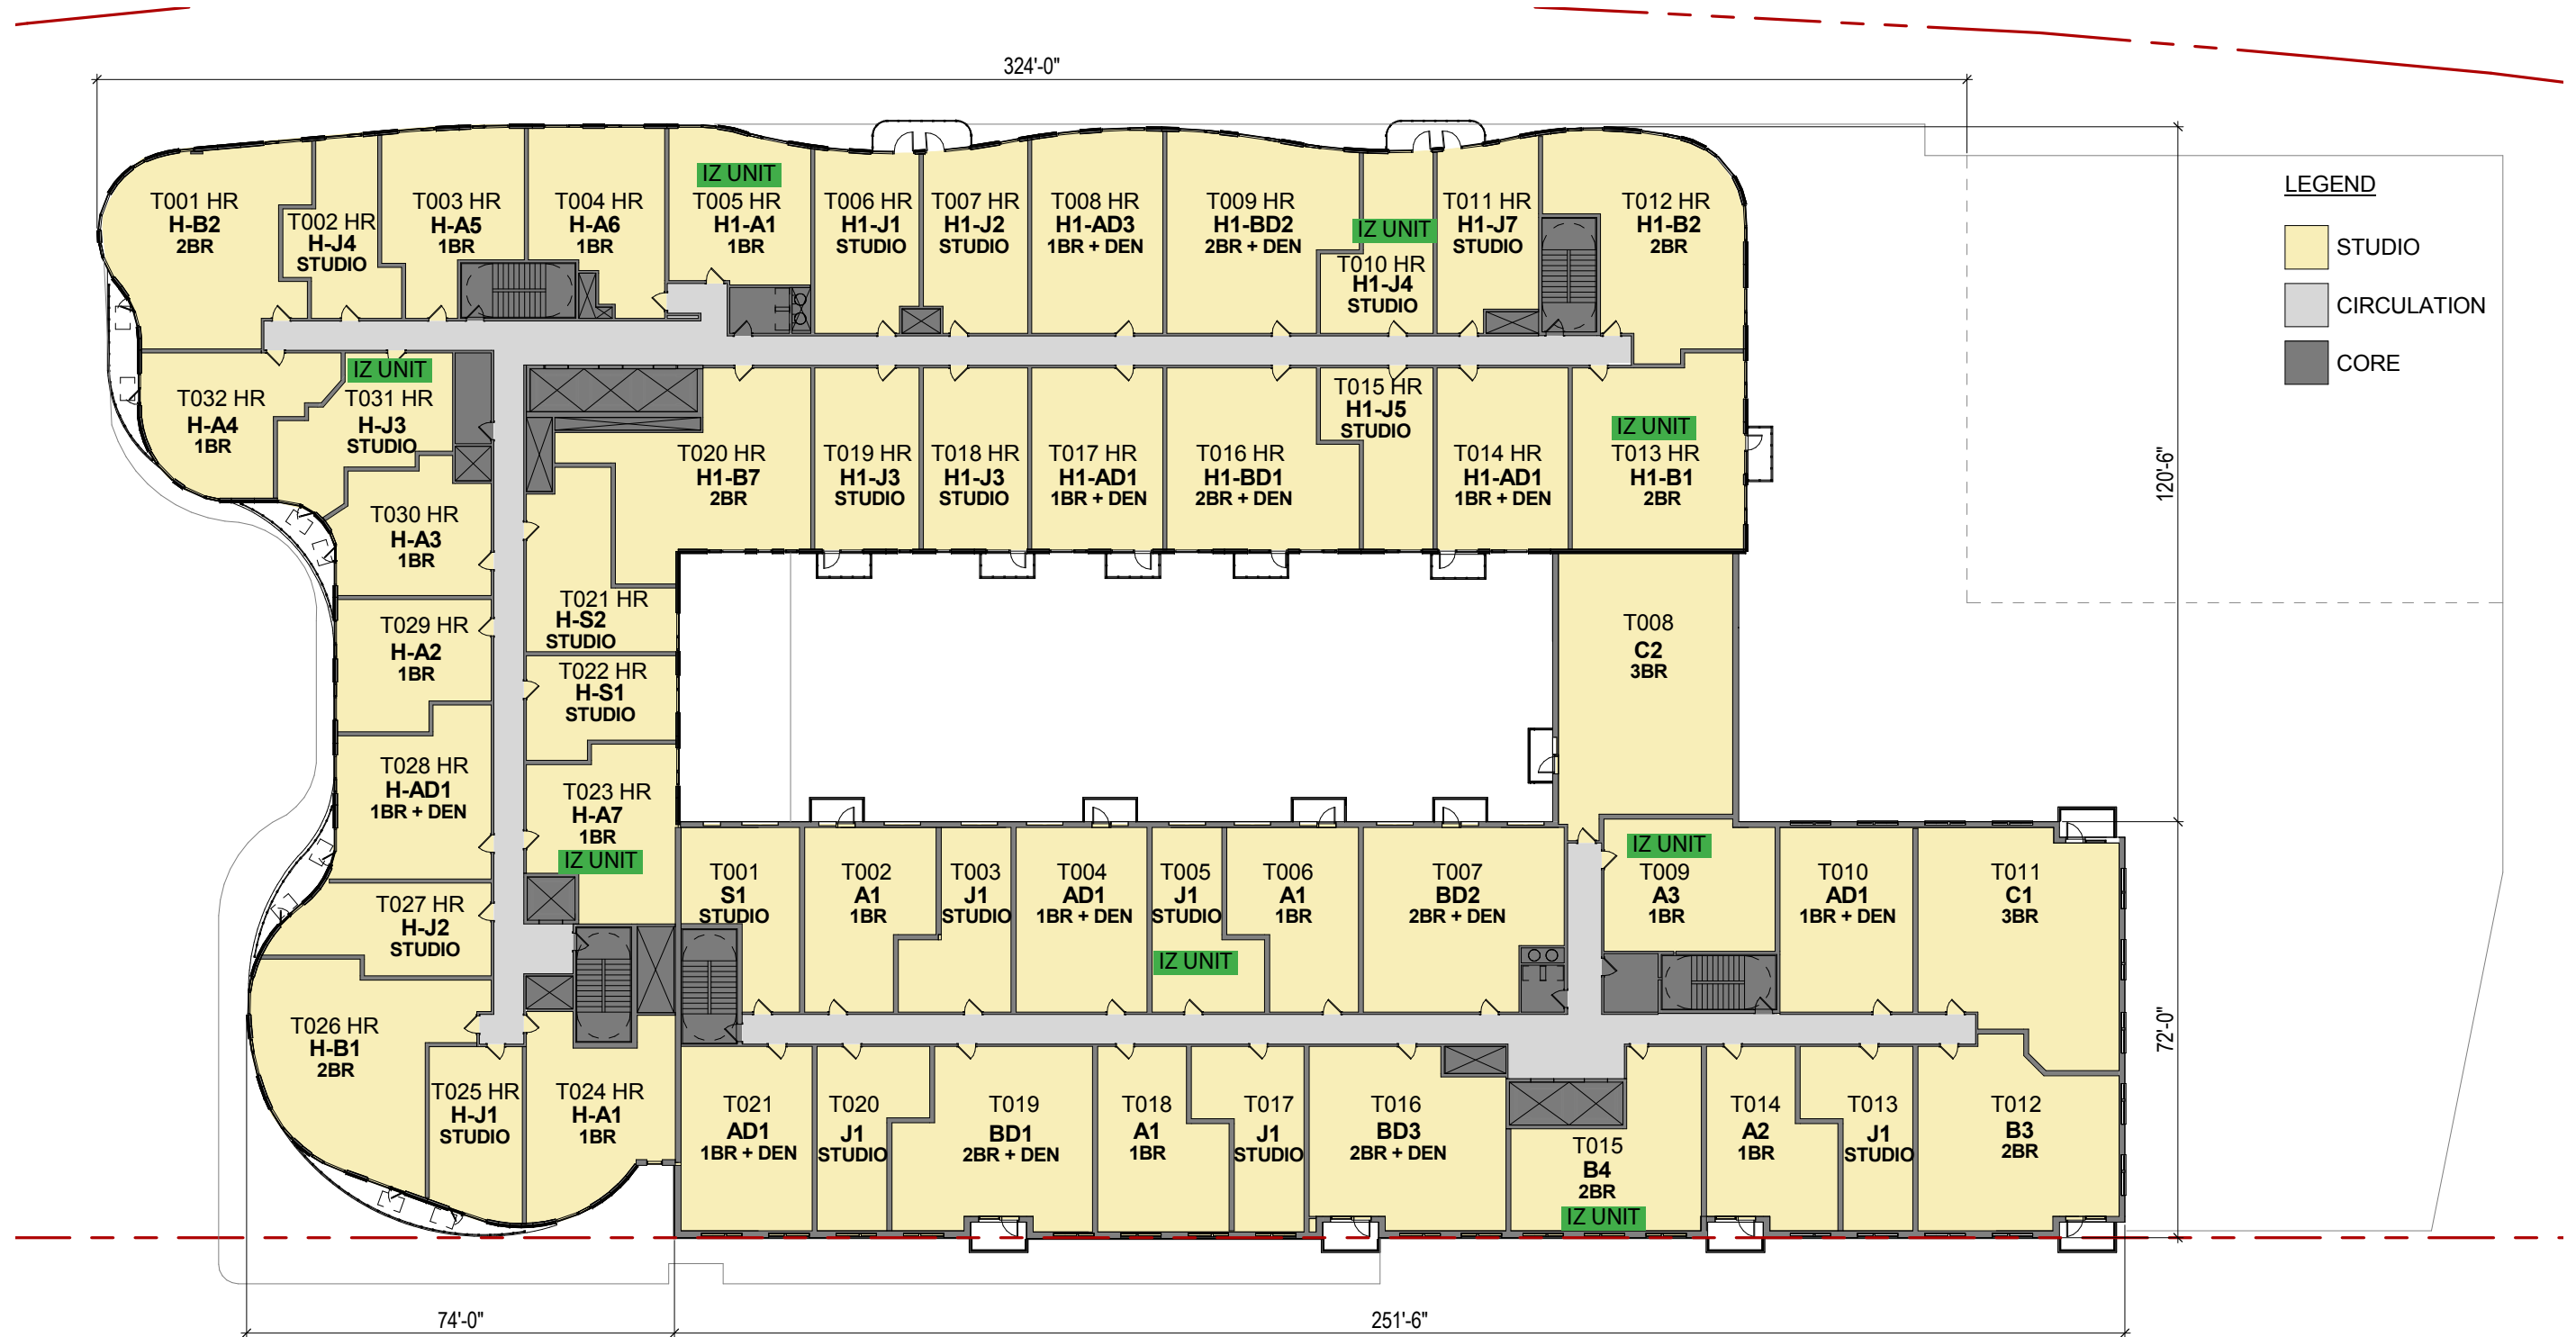 324'-0"
LEGEND
STUDIO
CIRCULATION
CORE
T001 HR
H-B2
2BR
T002 HR
H-J4
STUDIO
T003 HR
H-A5
1BR
T004 HR
H-A6
1BR
IZ UNIT
T005 HR
H1-A1
1BR
T006 HR
H1-J1
STUDIO
T007 HR
H1-J2
STUDIO
T008 HR
H1-AD3
1BR + DEN
T009 HR
H1-BD2
2BR + DEN
IZ UNIT
T010 HR
H1-J4
STUDIO
T011 HR
H1-J7
STUDIO
T012 HR
H1-B2
2BR
T032 HR
H-A4
1BR
IZ UNIT
T031 HR
H-J3
STUDIO
T020 HR
H1-B7
2BR
T019 HR
H1-J3
STUDIO
T018 HR
H1-J3
STUDIO
T017 HR
H1-AD1
1BR + DEN
T016 HR
H1-BD1
2BR + DEN
T015 HR
H1-J5
STUDIO
T014 HR
H1-AD1
1BR + DEN
IZ UNIT
T013 HR
H1-B1
2BR
120'-6"
T030 HR
H-A3
1BR
T021 HR
H-S2
STUDIO
T029 HR
H-A2
1BR
T022 HR
H-S1
STUDIO
T008
C2
3BR
T028 HR
H-AD1
1BR + DEN
T023 HR
H-A7
1BR
IZ UNIT
T027 HR
H-J2
STUDIO
T001
S1
STUDIO
T002
A1
1BR
T003
J1
STUDIO
T004
AD1
1BR + DEN
T005
J1
STUDIO
IZ UNIT
T006
A1
1BR
T007
BD2
2BR + DEN
IZ UNIT
T009
A3
1BR
T010
AD1
1BR + DEN
T011
C1
3BR
72'-0"
T026 HR
H-B1
2BR
T025 HR
H-J1
STUDIO
T024 HR
H-A1
1BR
T021
AD1
1BR + DEN
T020
J1
STUDIO
T019
BD1
2BR + DEN
T018
A1
1BR
T017
J1
STUDIO
T016
BD3
2BR + DEN
T015
B4
2BR
IZ UNIT
T014
A2
1BR
T013
J1
STUDIO
T012
B3
2BR
74'-0"
251'-6"